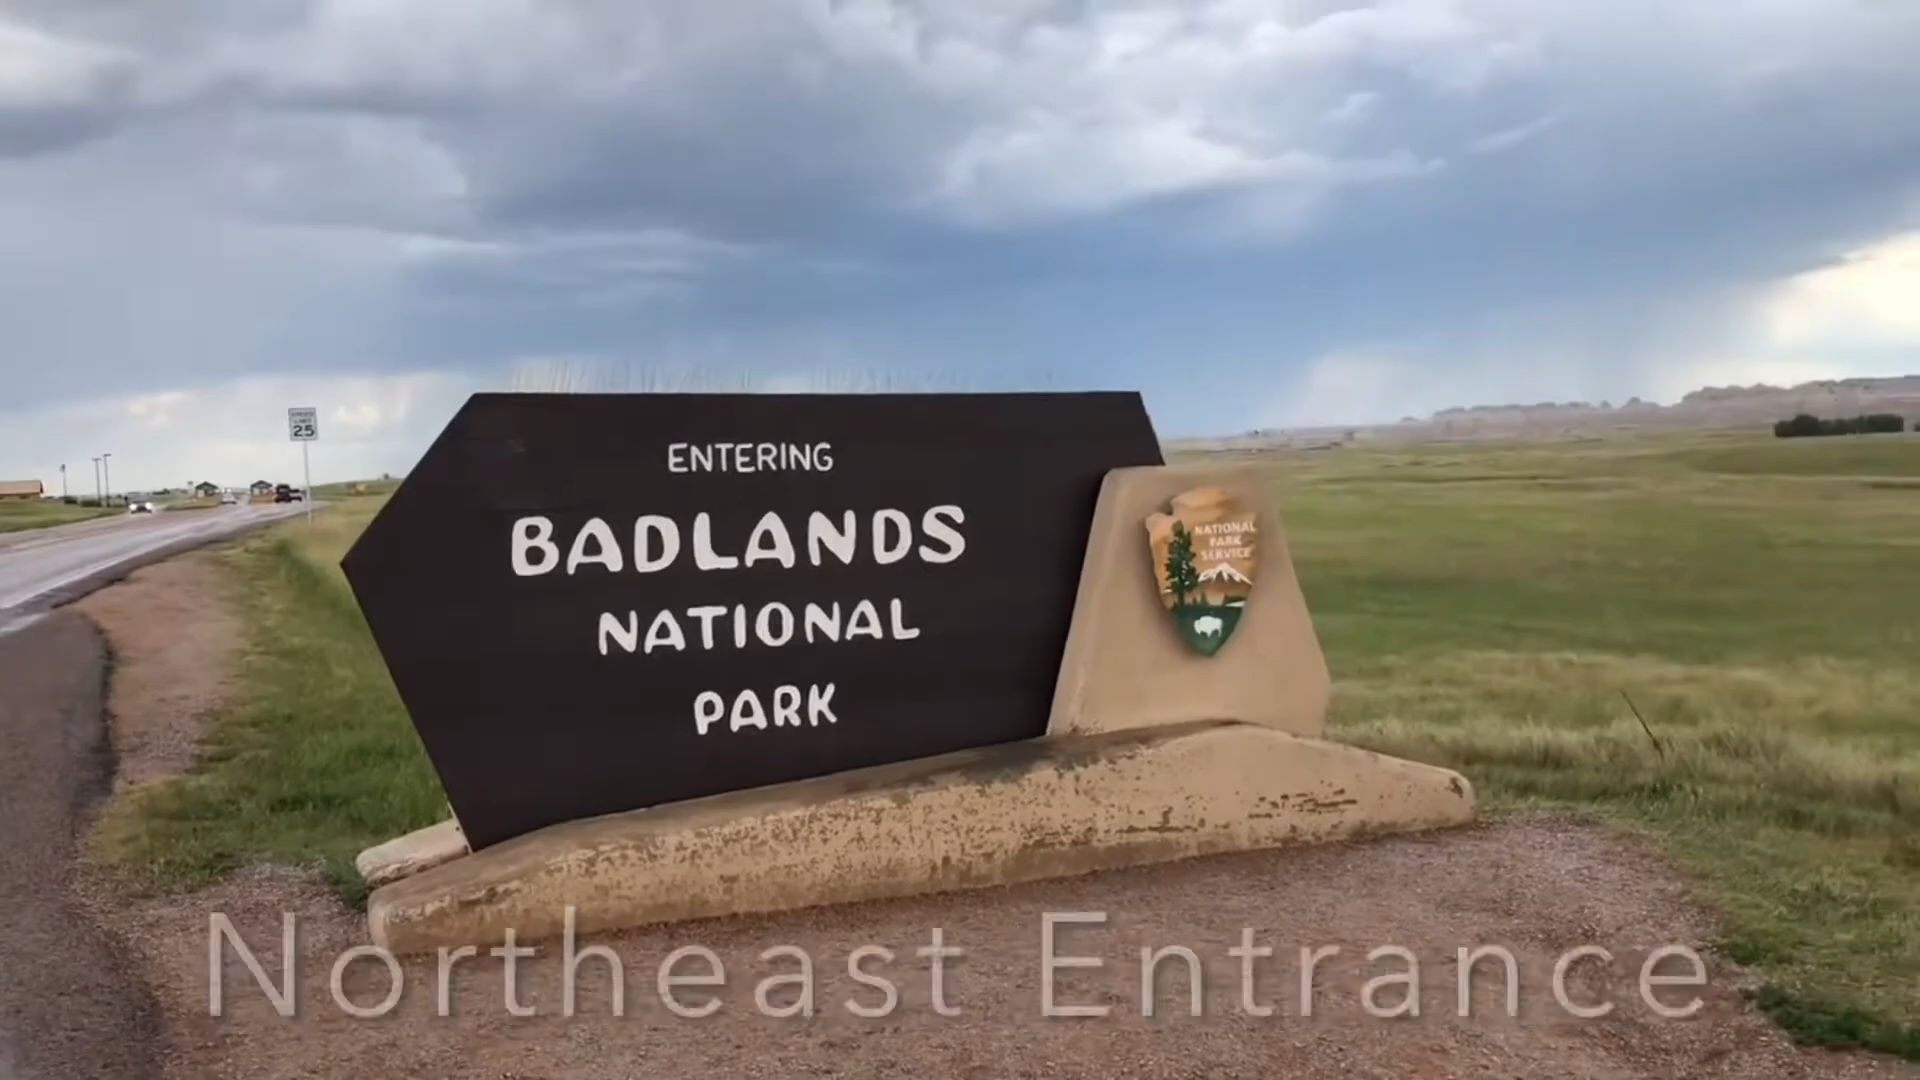 ENTERING
BADLANDS
NATIONAL
PARK
NATIONAL
PARK
SERVICE
25
Northeast Entrance